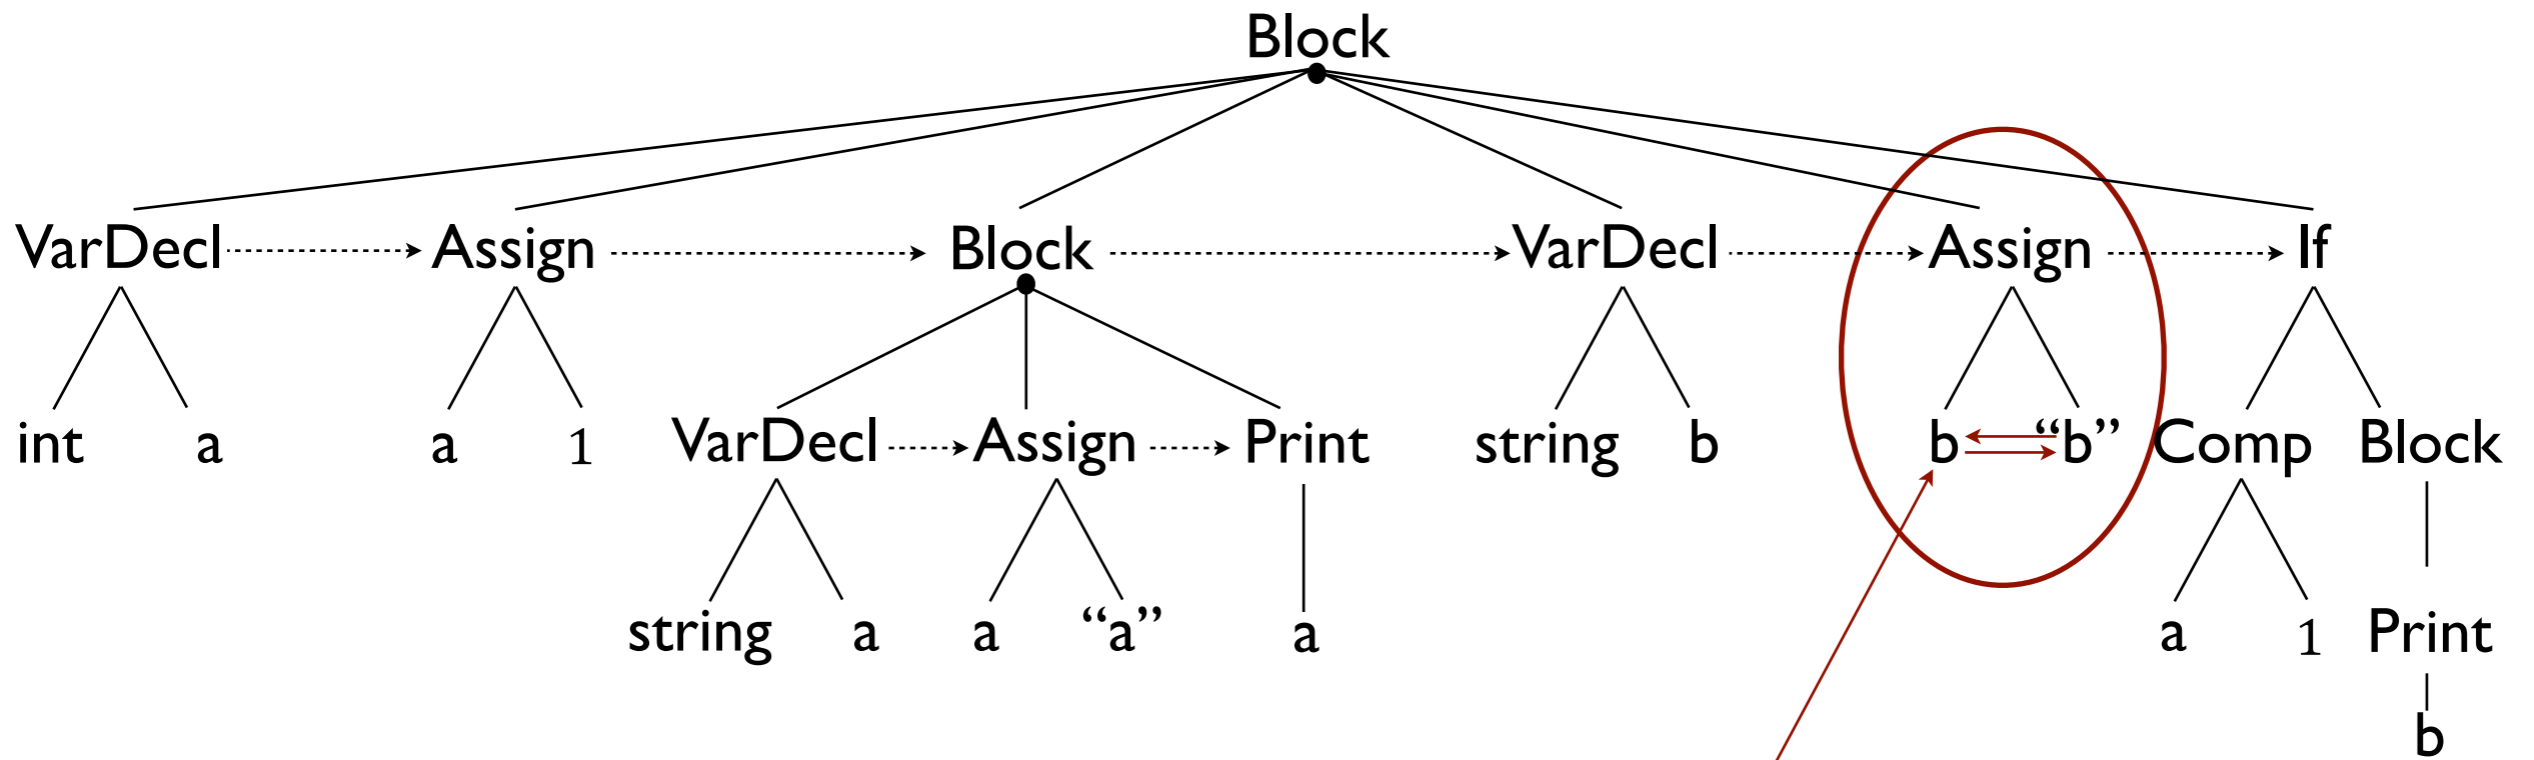 Block
VarDecl Assign Block VarDecl Assign If
int a a 1 VarDecl Assign Print string b b “b” Comp Block
string a a “a” a a 1 Print
b